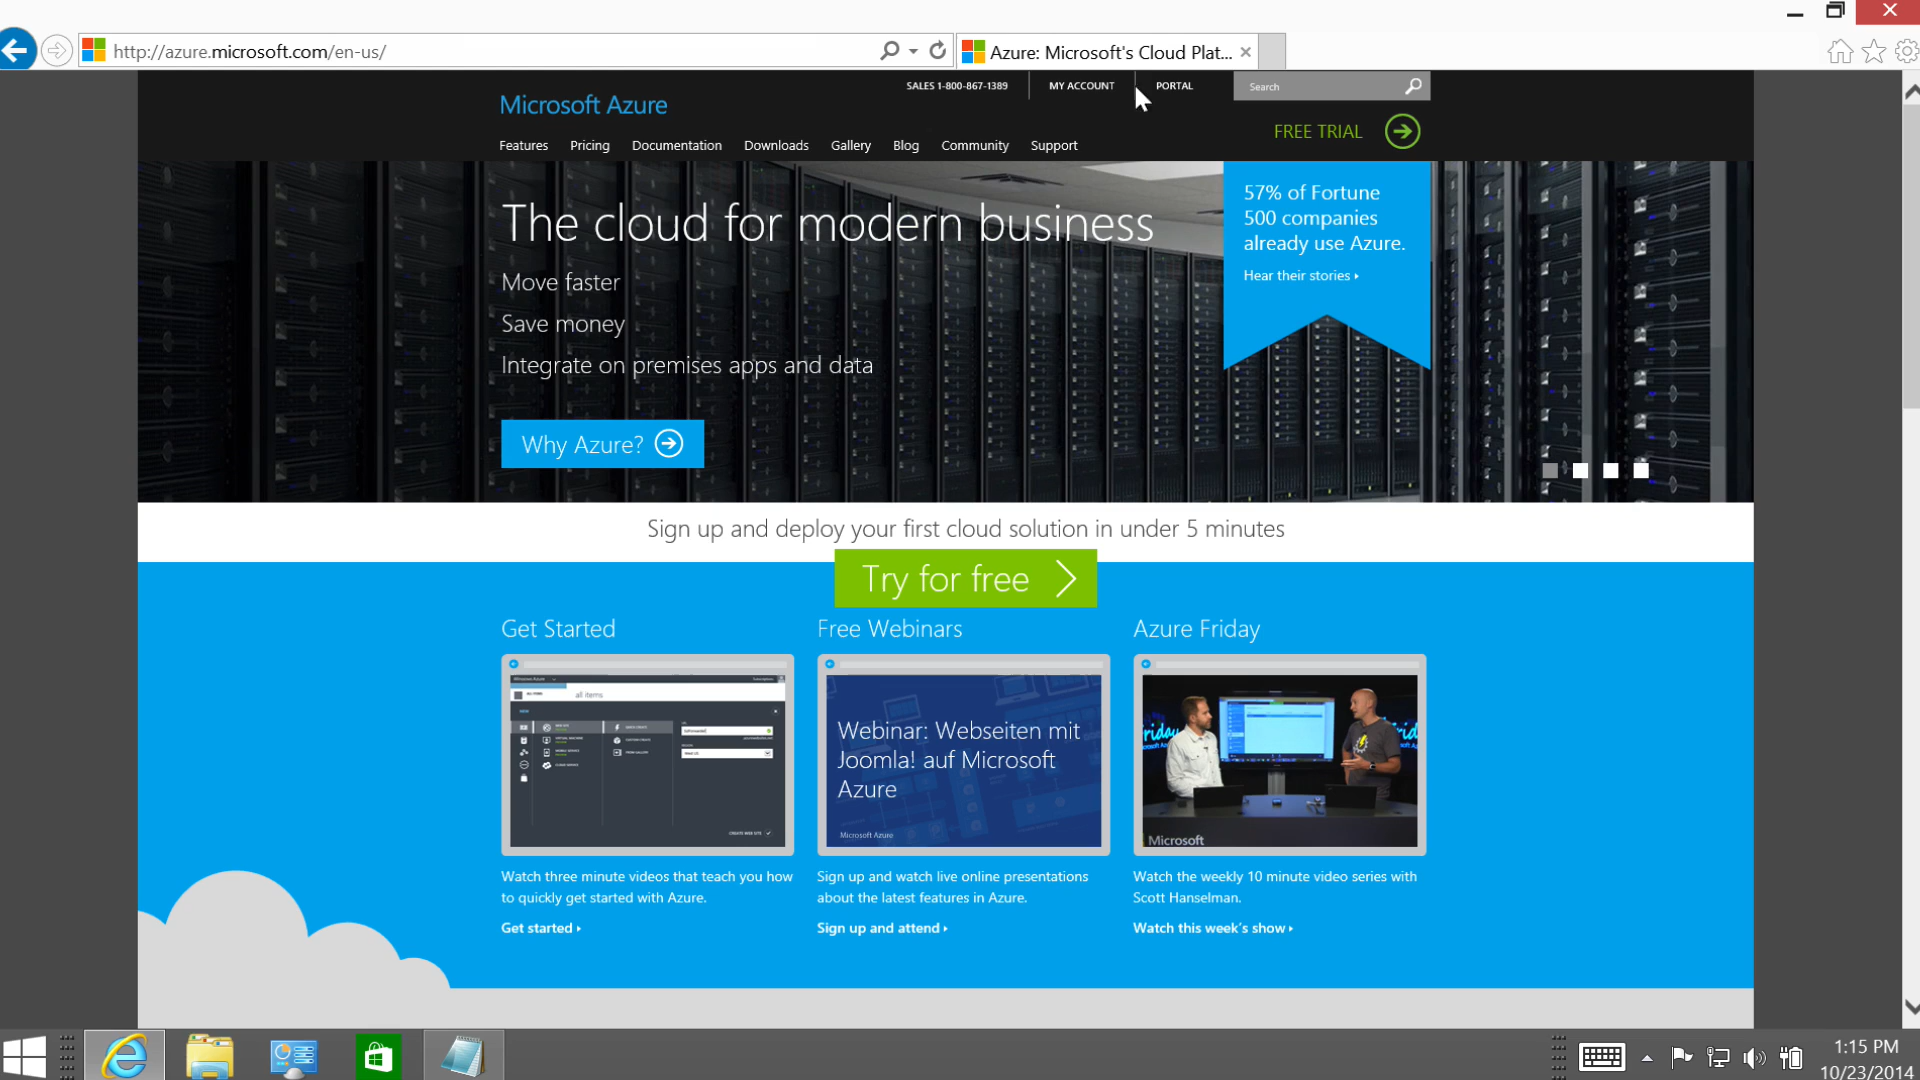 http://azure.microsoft.com/en-us/
Azure: Microsoft's Cloud Plat...
SALES 1-800-867-1389
MY ACCOUNT
PORTAL
Search
Microsoft Azure
FREE TRIAL
Features
Pricing
Documentation
Downloads
Gallery
Blog
Community
Support
The cloud for modern business
Move faster
Save money
Integrate on premises apps and data
Why Azure?
57% of Fortune
500 companies
already use Azure.
Hear their stories
Sign up and deploy your first cloud solution in under 5 minutes
Try for free
Get Started
Free Webinars
Azure Friday
all items
Webinar: Webseiten mit
Joomla! auf Microsoft
Azure
Microsoft Azure
Microsoft
Watch three minute videos that teach you how
to quickly get started with Azure.
Get started
Sign up and watch live online presentations
about the latest features in Azure.
Sign up and attend
Watch the weekly 10 minute video series with
Scott Hanselman.
Watch this week's show
1:15 PM
10/23/2014